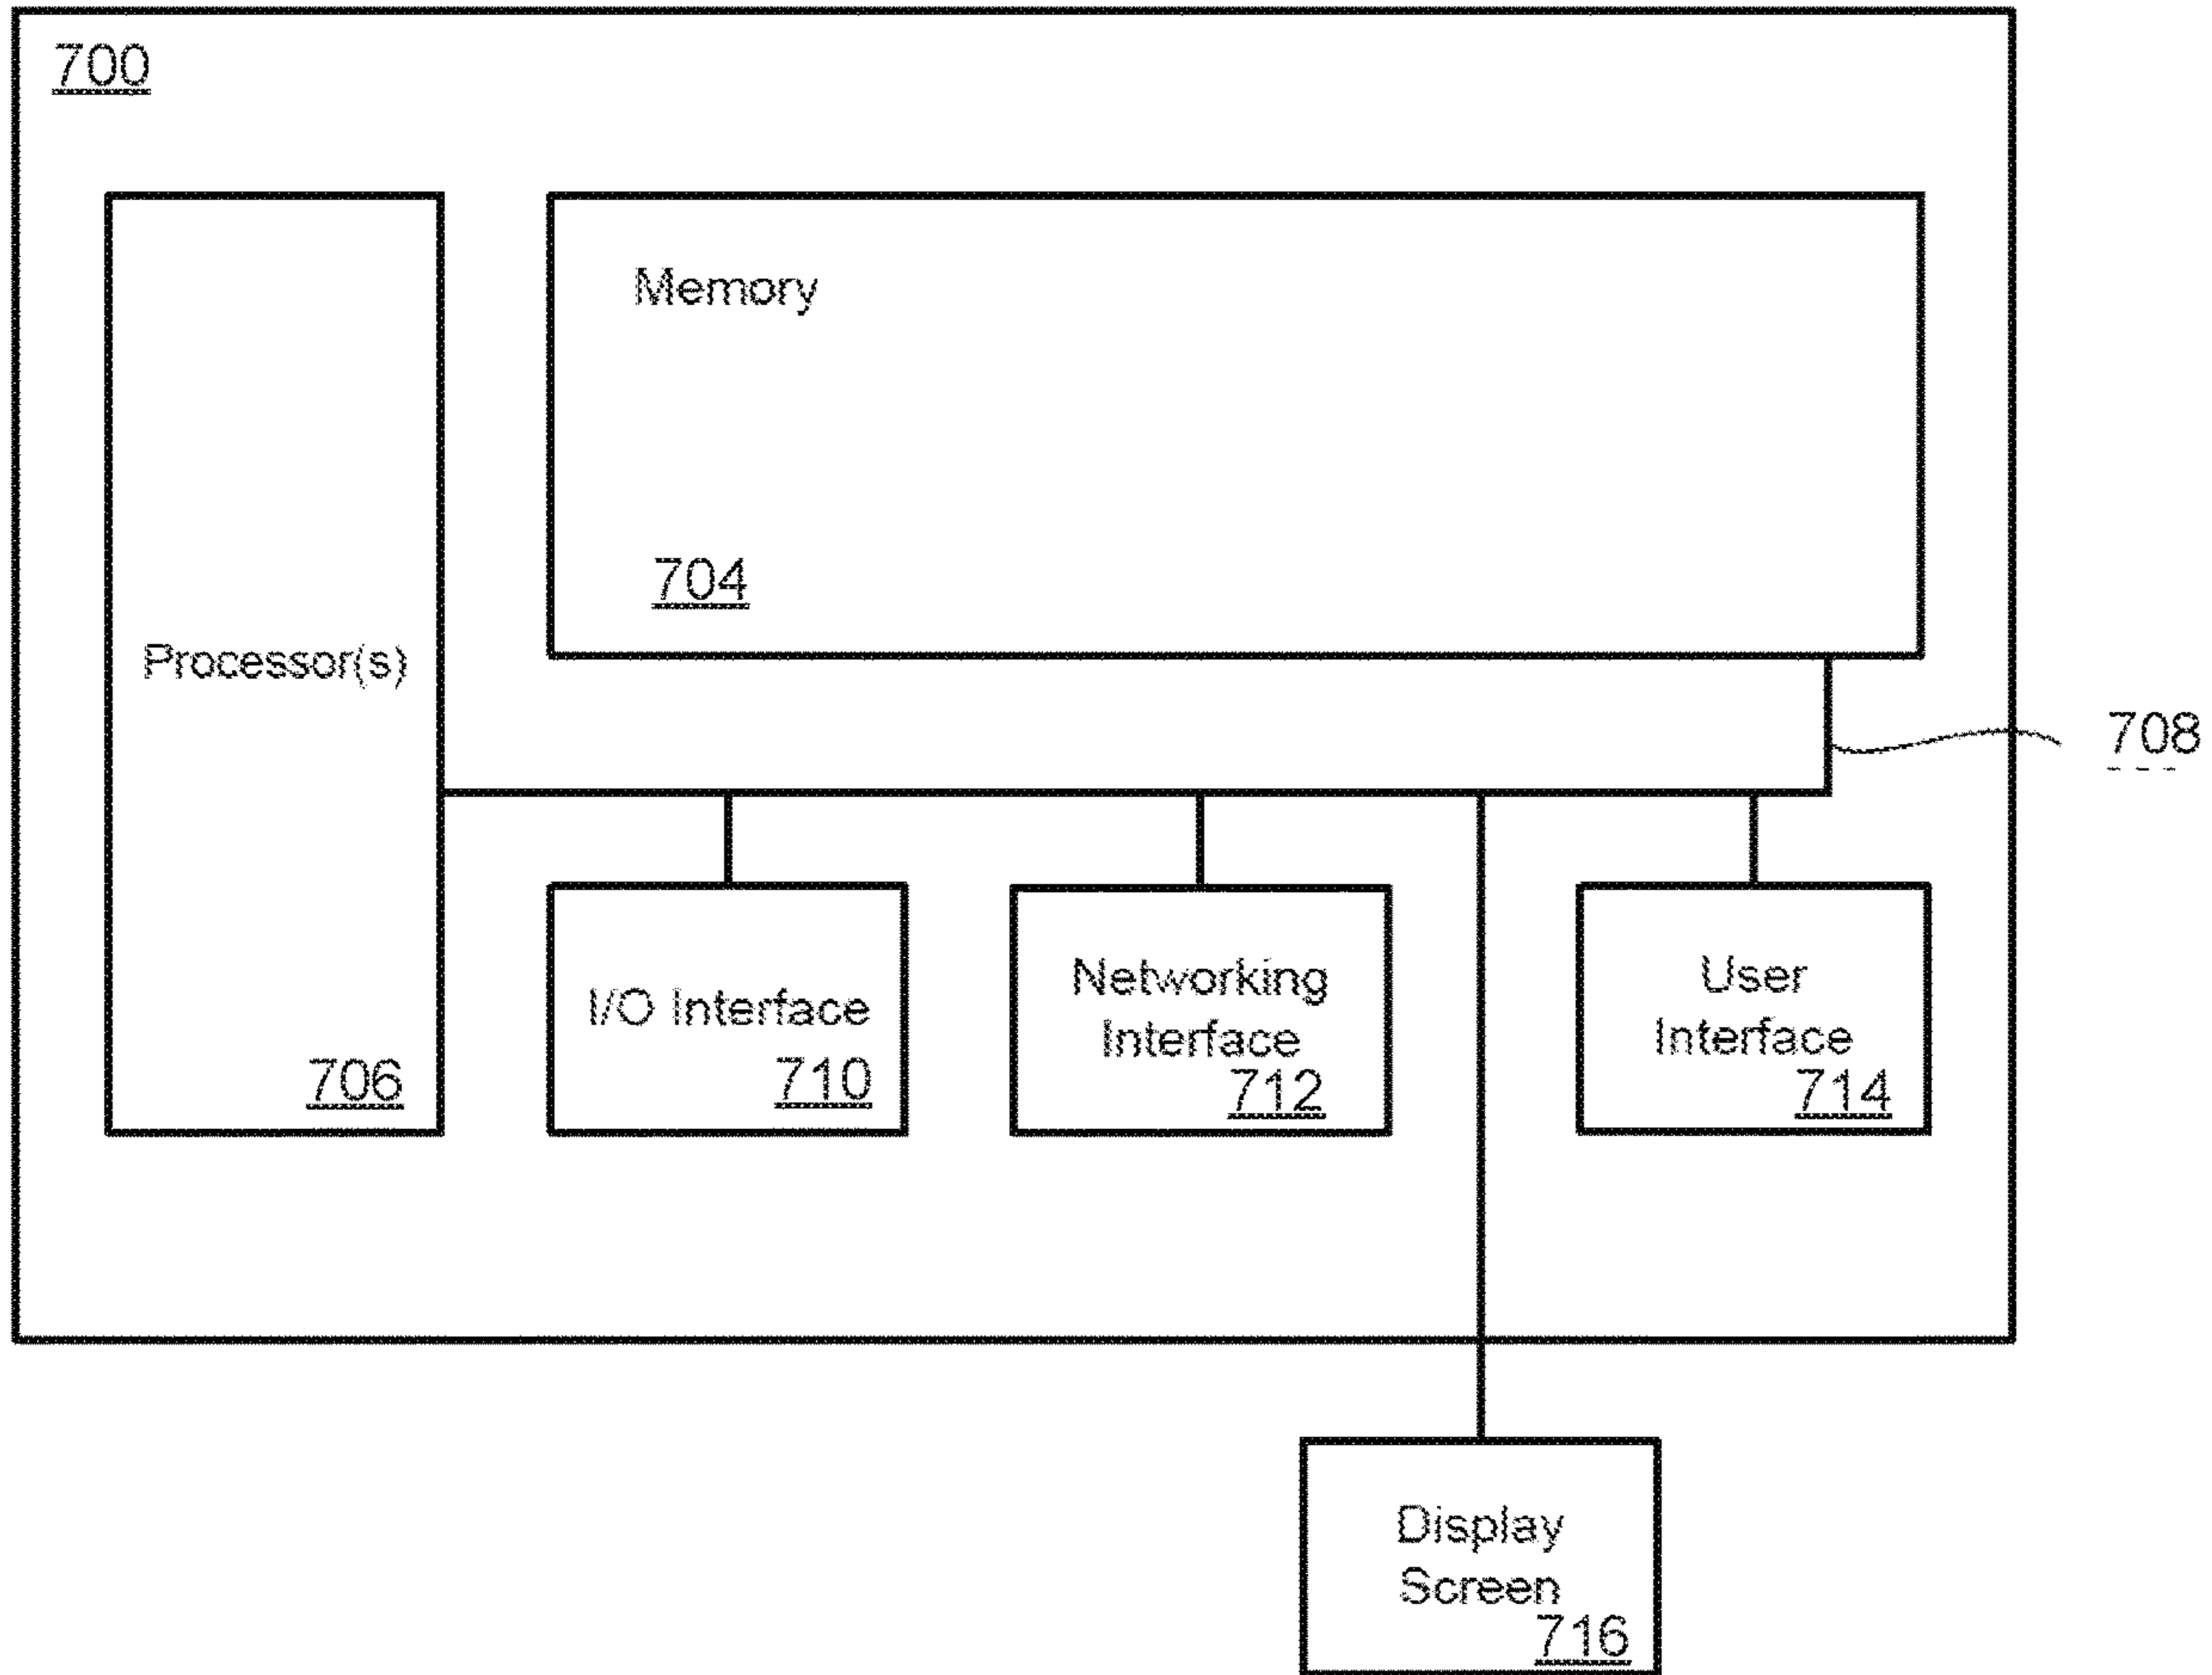 700
Memory
704
Processor(s)
706
708
I/O Interface
710
Networking
Interface
712
User
Interface
714
Display
Screen
716